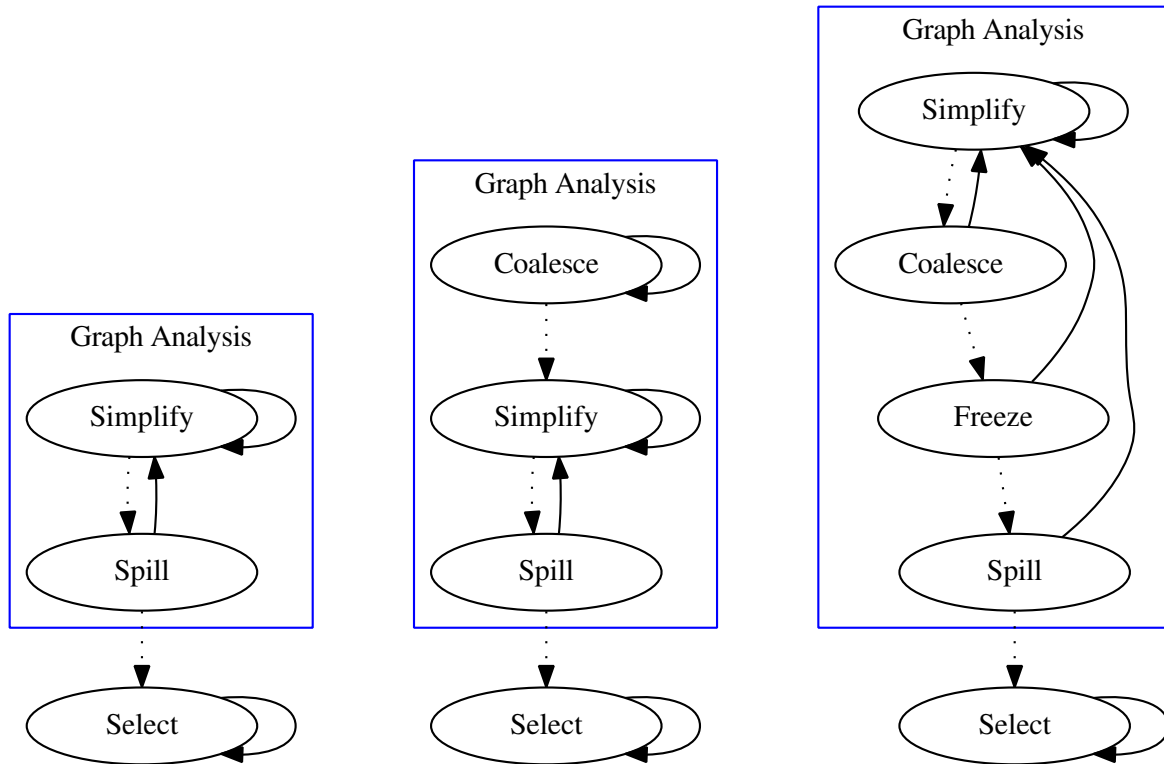 Graph Analysis
Simplify
Spill
Select
Graph Analysis
Coalesce
Simplify
Spill
Select
Graph Analysis
Simplify
Coalesce
Freeze
Spill
Select